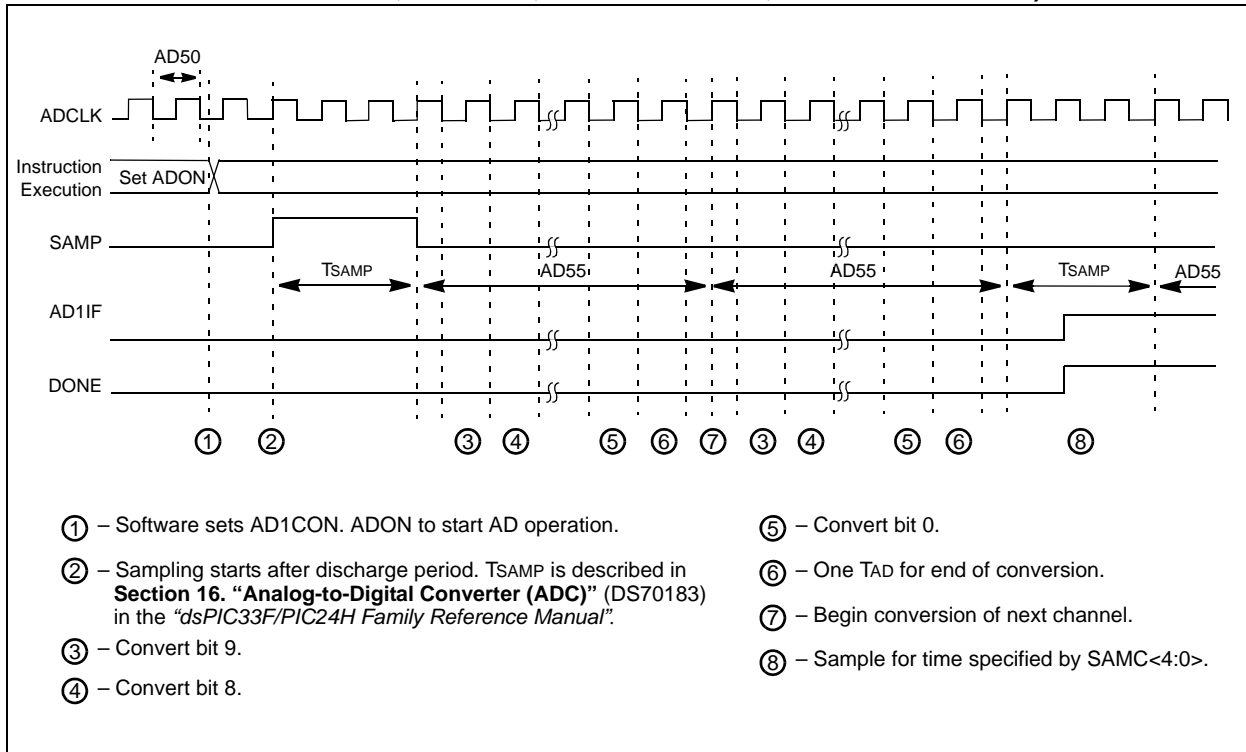 AD50
ADCLK
Instruction
Execution
Set ADON
SAMP
TSAMP
AD55
AD55
TSAMP
AD55
AD1IF
DONE
1 2 3 4 5 6 7 3 4 5 6 8
1 – Software sets AD1CON. ADON to start AD operation.
2 – Sampling starts after discharge period. TSAMP is described in
Section 16. “Analog-to-Digital Converter (ADC)” (DS70183)
in the “dsPIC33F/PIC24H Family Reference Manual”.
3 – Convert bit 9.
4 – Convert bit 8.
5 – Convert bit 0.
6 – One TAD for end of conversion.
7 – Begin conversion of next channel.
8 – Sample for time specified by SAMC<4:0>.